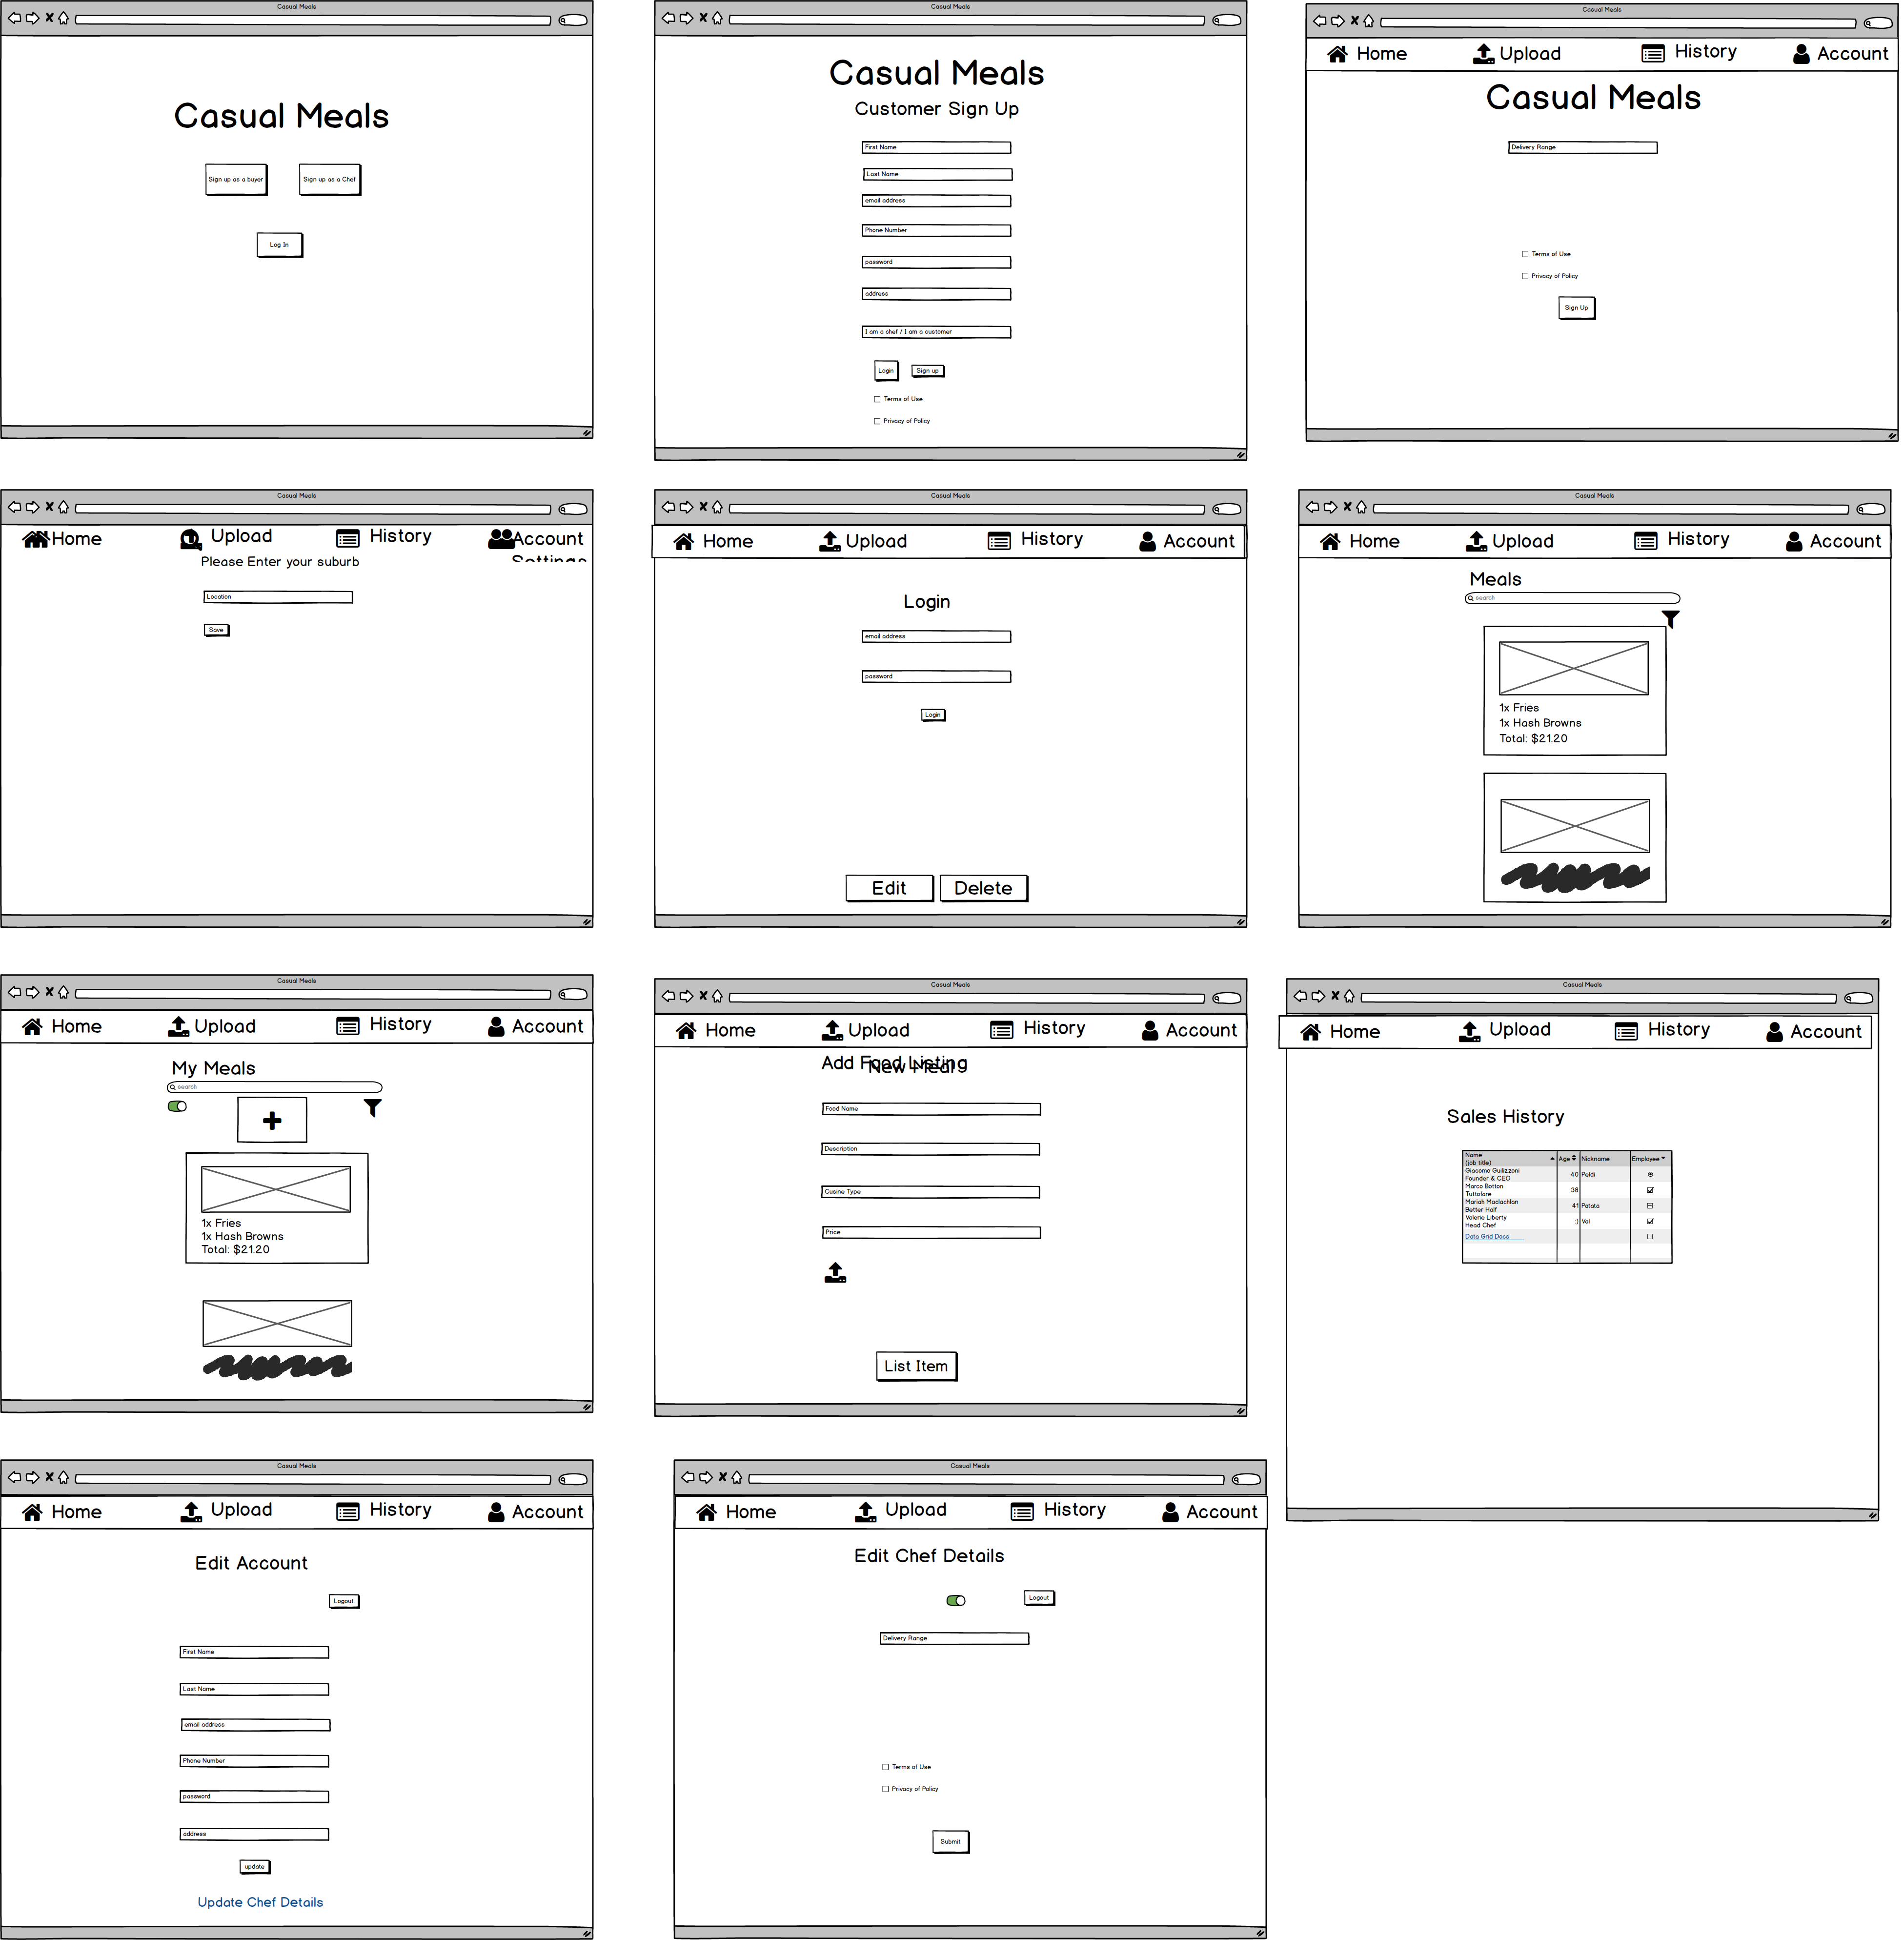 Casual Meals
Casual Meals
Sign up as a buyer
Sign up as a Chef
Log In
Casual Meals
Casual Meals
Customer Sign Up
First Name
Last Name
email address
Phone Number
password
address
I am a chef / I am a customer
Login
Sign up
Terms of Use
Privacy of Policy
Casual Meals
Home
Upload
History
Account
Casual Meals
Delivery Range
Terms of Use
Privacy of Policy
Sign Up
Casual Meals
Home
Upload
History
Account
Settings
Please Enter your suburb
Location
Save
Casual Meals
Home
Upload
History
Account
Login
email address
password
Login
Edit
Delete
Casual Meals
Home
Upload
History
Account
Meals
search
1x Fries
1x Hash Browns
Total: $21.20
Casual Meals
Home
Upload
History
Account
My Meals
search
1x Fries
1x Hash Browns
Total: $21.20
Casual Meals
Home
Upload
History
Account
Add Food Listing
New Meal
Food Name
Description
Cusine Type
Price
List Item
Casual Meals
Home
Upload
History
Account
Sales History
Name
(job title)
Age
Nickname
Employee
Giacomo Guilizzoni
Founder & CEO
40
Peldi
Marco Botton
Tuttofare
38
Mariah Maclachlan
Better Half
41
Patata
Valerie Liberty
Head Chef
:)
Val
Data Grid Docs
Casual Meals
Home
Upload
History
Account
Edit Account
Logout
First Name
Last Name
email address
Phone Number
password
address
update
Update Chef Details
Casual Meals
Home
Upload
History
Account
Edit Chef Details
Logout
Delivery Range
Terms of Use
Privacy of Policy
Submit